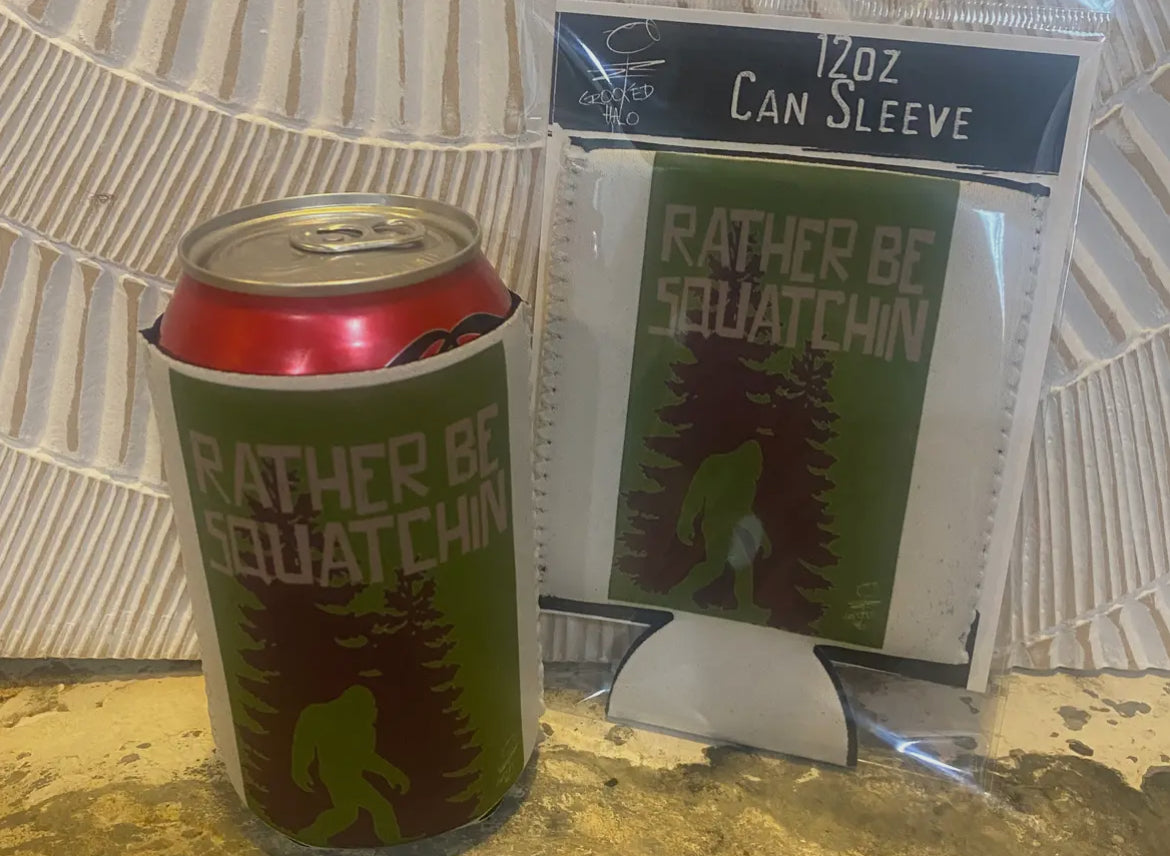 CROOKED
HALO
12oz
CAN SLEEVE
RATHER BE
SQUATCHIN
RATHER BE
SQUATCHIN